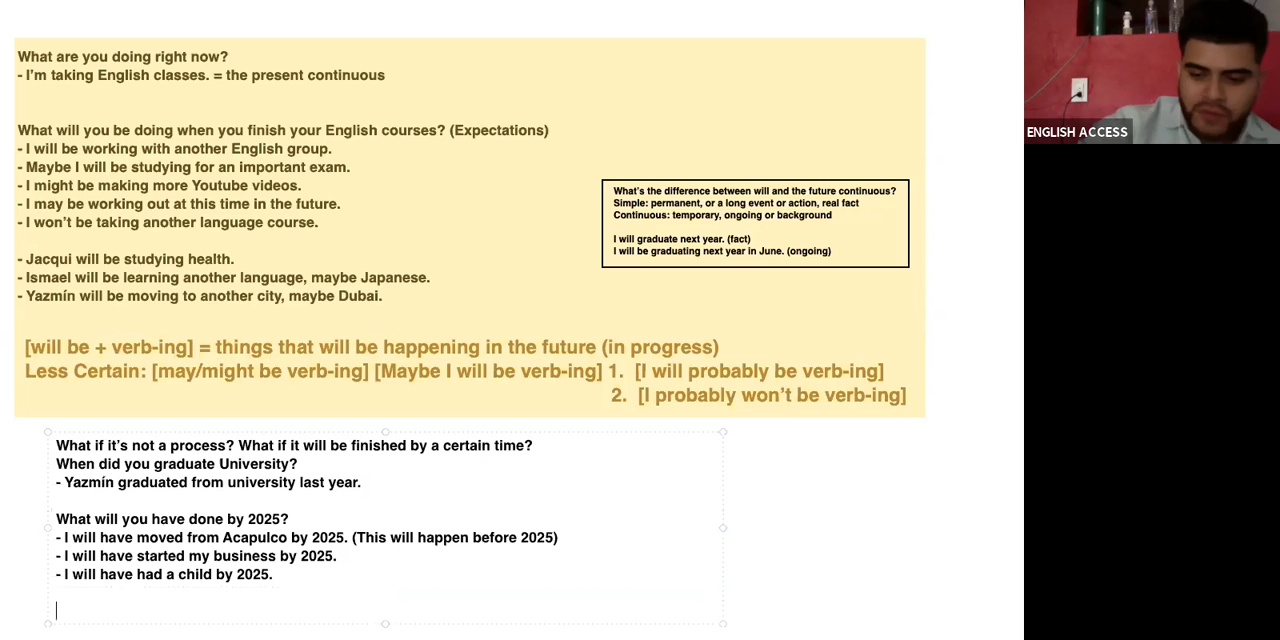 What are you doing right now?
- I’m taking English classes. = the present continuous
What will you be doing when you finish your English courses? (Expectations)
- I will be working with another English group.
- Maybe I will be studying for an important exam.
- I might be making more Youtube videos.
- I may be working out at this time in the future.
- I won’t be taking another language course.
- Jacqui will be studying health.
- Ismael will be learning another language, maybe Japanese.
- Yazmín will be moving to another city, maybe Dubai.
What’s the difference between will and the future continuous?
Simple: permanent, or a long event or action, real fact
Continuous: temporary, ongoing or background
I will graduate next year. (fact)
I will be graduating next year in June. (ongoing)
[will be + verb-ing] = things that will be happening in the future (in progress)
Less Certain: [may/might be verb-ing] [Maybe I will be verb-ing] 1. [I will probably be verb-ing]
2. [I probably won’t be verb-ing]
What if it’s not a process? What if it will be finished by a certain time?
When did you graduate University?
- Yazmín graduated from university last year.
What will you have done by 2025?
- I will have moved from Acapulco by 2025. (This will happen before 2025)
- I will have started my business by 2025.
- I will have had a child by 2025.
ENGLISH ACCESS